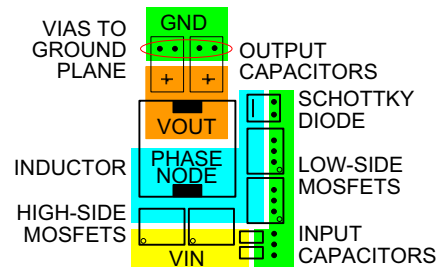 VIAS TO
GROUND
PLANE
GND
OUTPUT
CAPACITORS
+ +
VOUT
SCHOTTKY
DIODE
INDUCTOR
PHASE
NODE
LOW-SIDE
MOSFETS
HIGH-SIDE
MOSFETS
VIN
INPUT
CAPACITORS